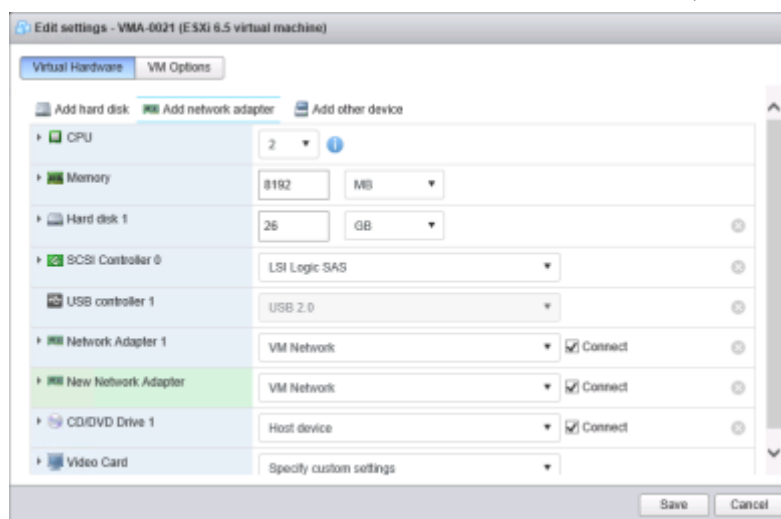 Edit settings - VMA-0021 (ESXi 6.5 virtual machine)
Virtual Hardware VM Options
Add hard disk Add network adapter Add other device
CPU 2
Memory 8192 MB
Hard disk 1 26 GB
SCSI Controller 0 LSI Logic SAS
USB controller 1 USB 2.0
Network Adapter 1 VM Network Connect
New Network Adapter VM Network Connect
CD/DVD Drive 1 Host device Connect
Video Card Specify custom settings
Save Cancel